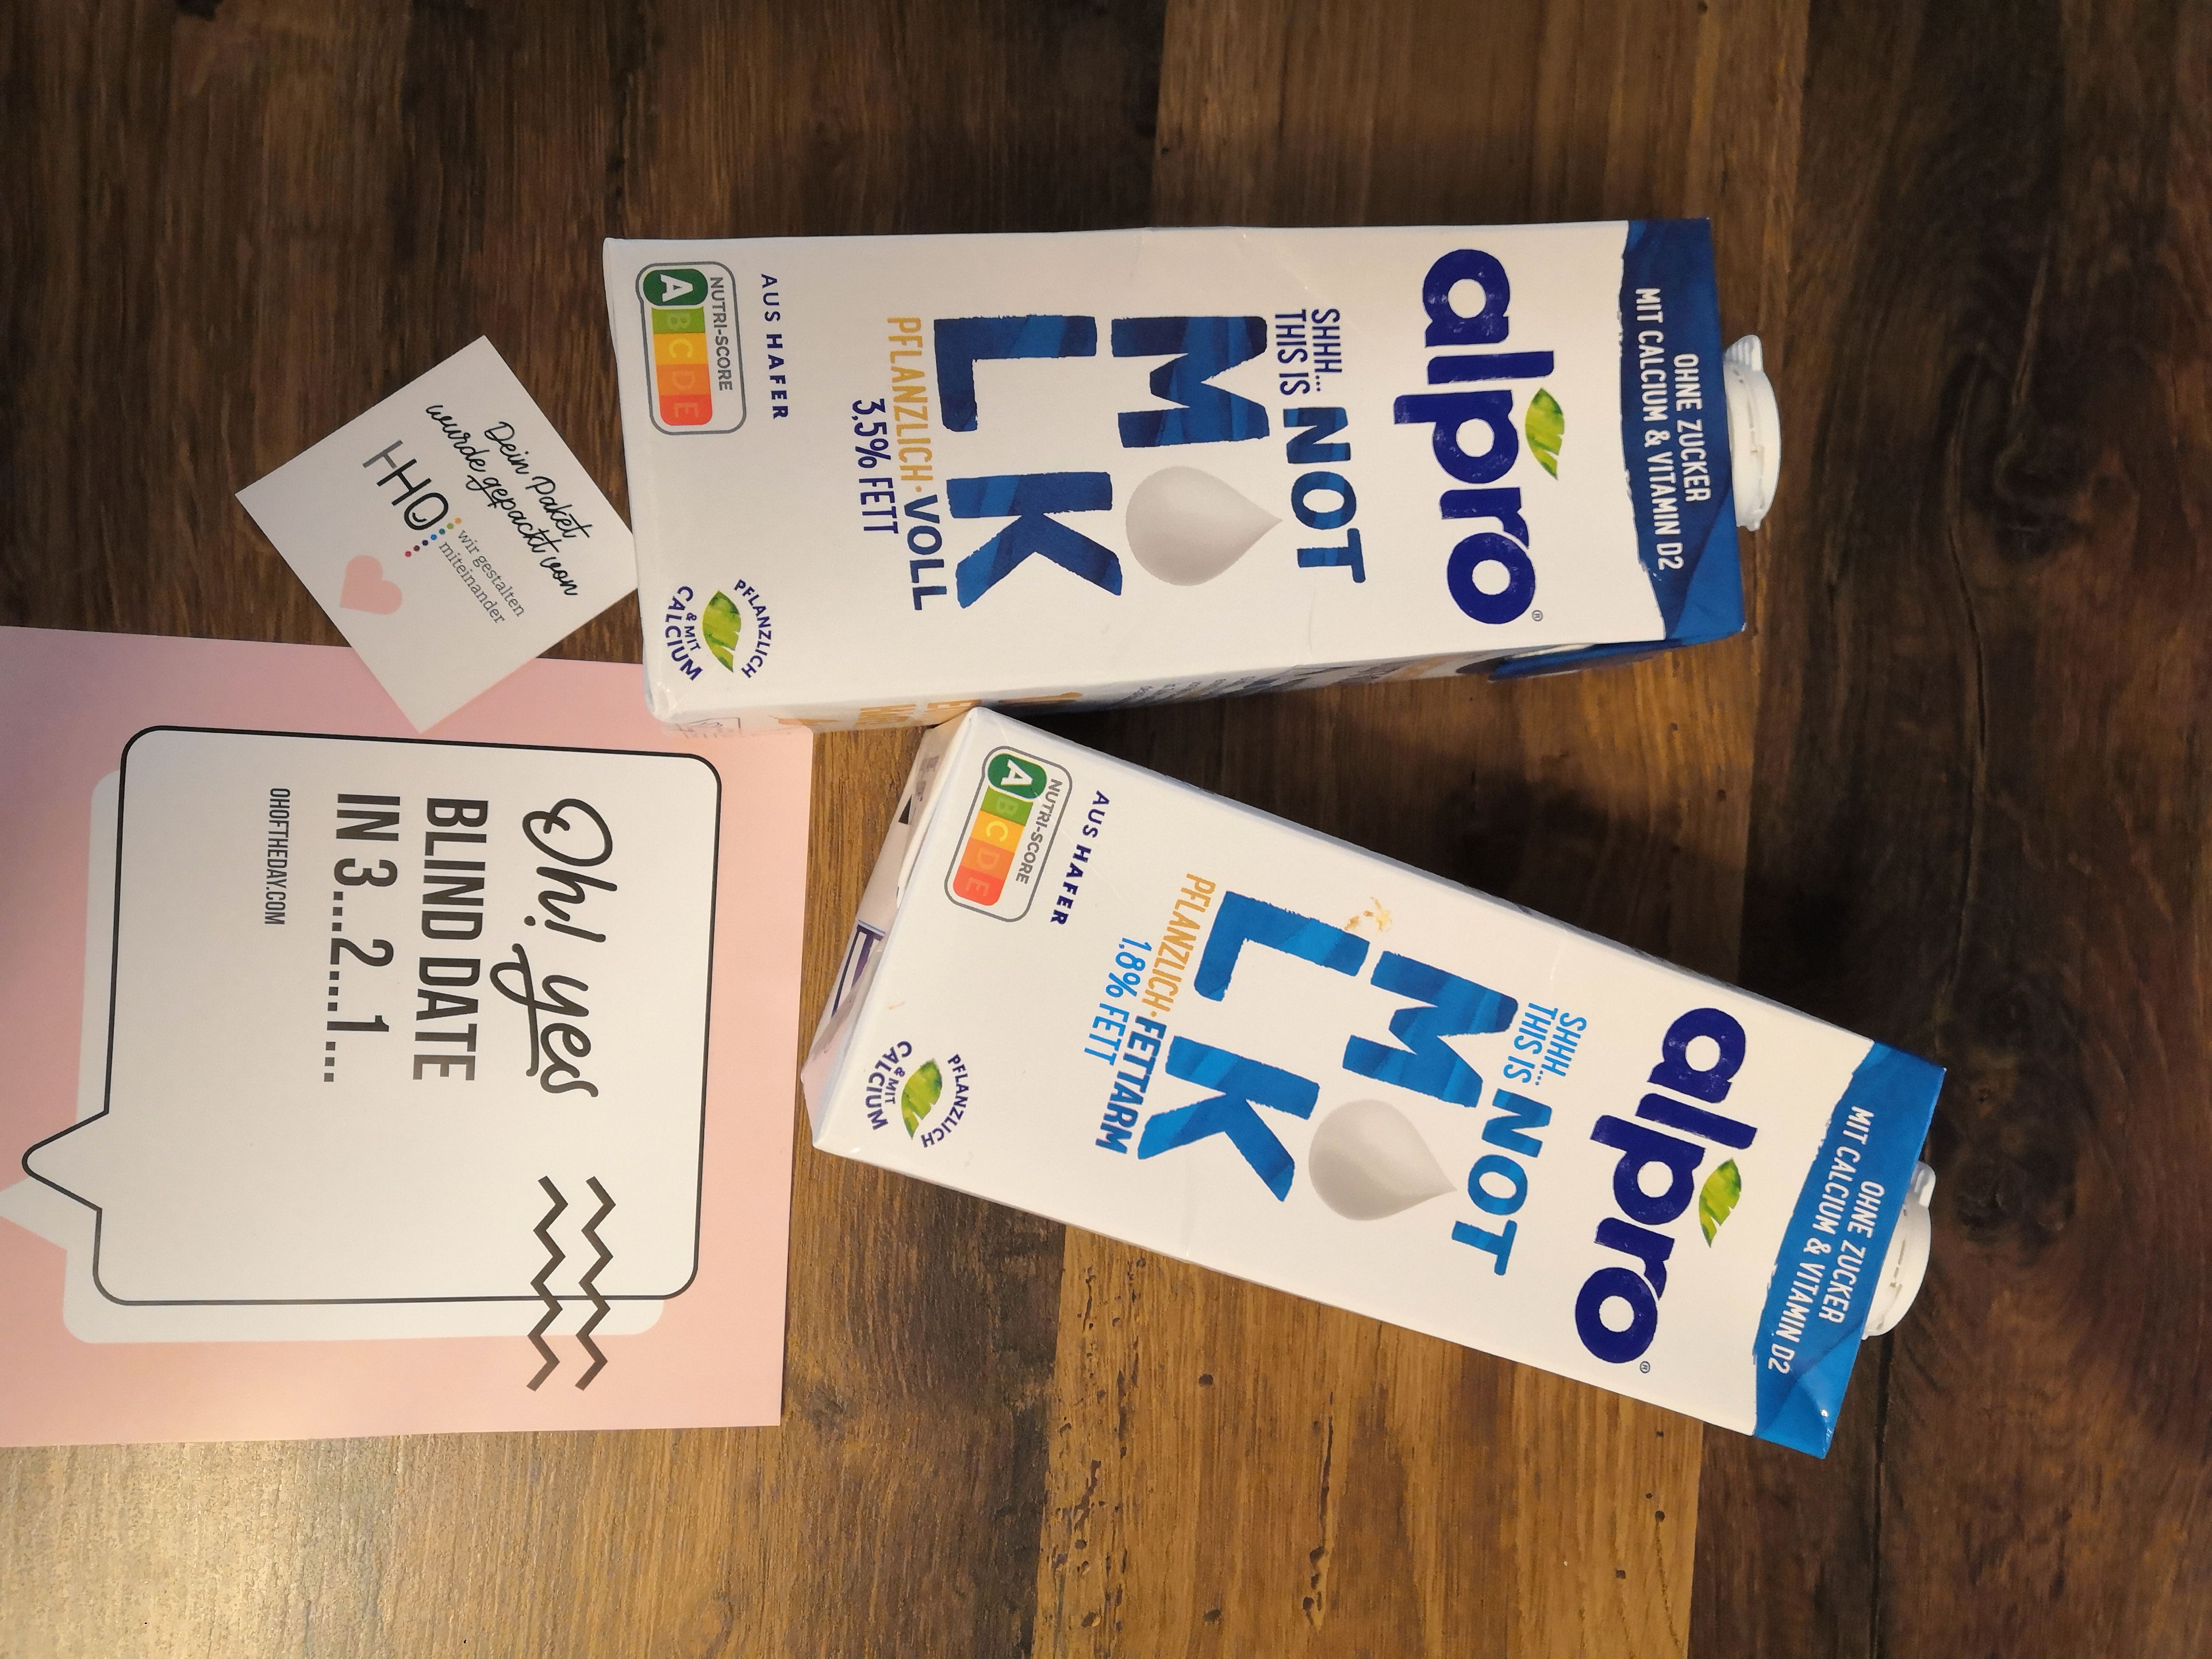 OHNE ZUCKER
MIT CALCIUM & VITAMIN D2
alpro®
SHHH...
THIS IS NOT
M LK
PFLANZLICH · VOLL
3,5% FETT
AUS HAFER
NUTRI-SCORE
A B C D E
PFLANZLICH
& MIT
CALCIUM
OHNE ZUCKER
MIT CALCIUM & VITAMIN D2
alpro®
SHHH...
THIS IS NOT
M LK
PFLANZLICH · FETTARM
1,8% FETT
AUS HAFER
NUTRI-SCORE
A B C D E
PFLANZLICH
& MIT
CALCIUM
Dein Paket
wurde gepackt von
HHO
wir gestalten
miteinander
Oh! yes
BLIND DATE
IN 3...2...1...
OHOFTHEDAY.COM